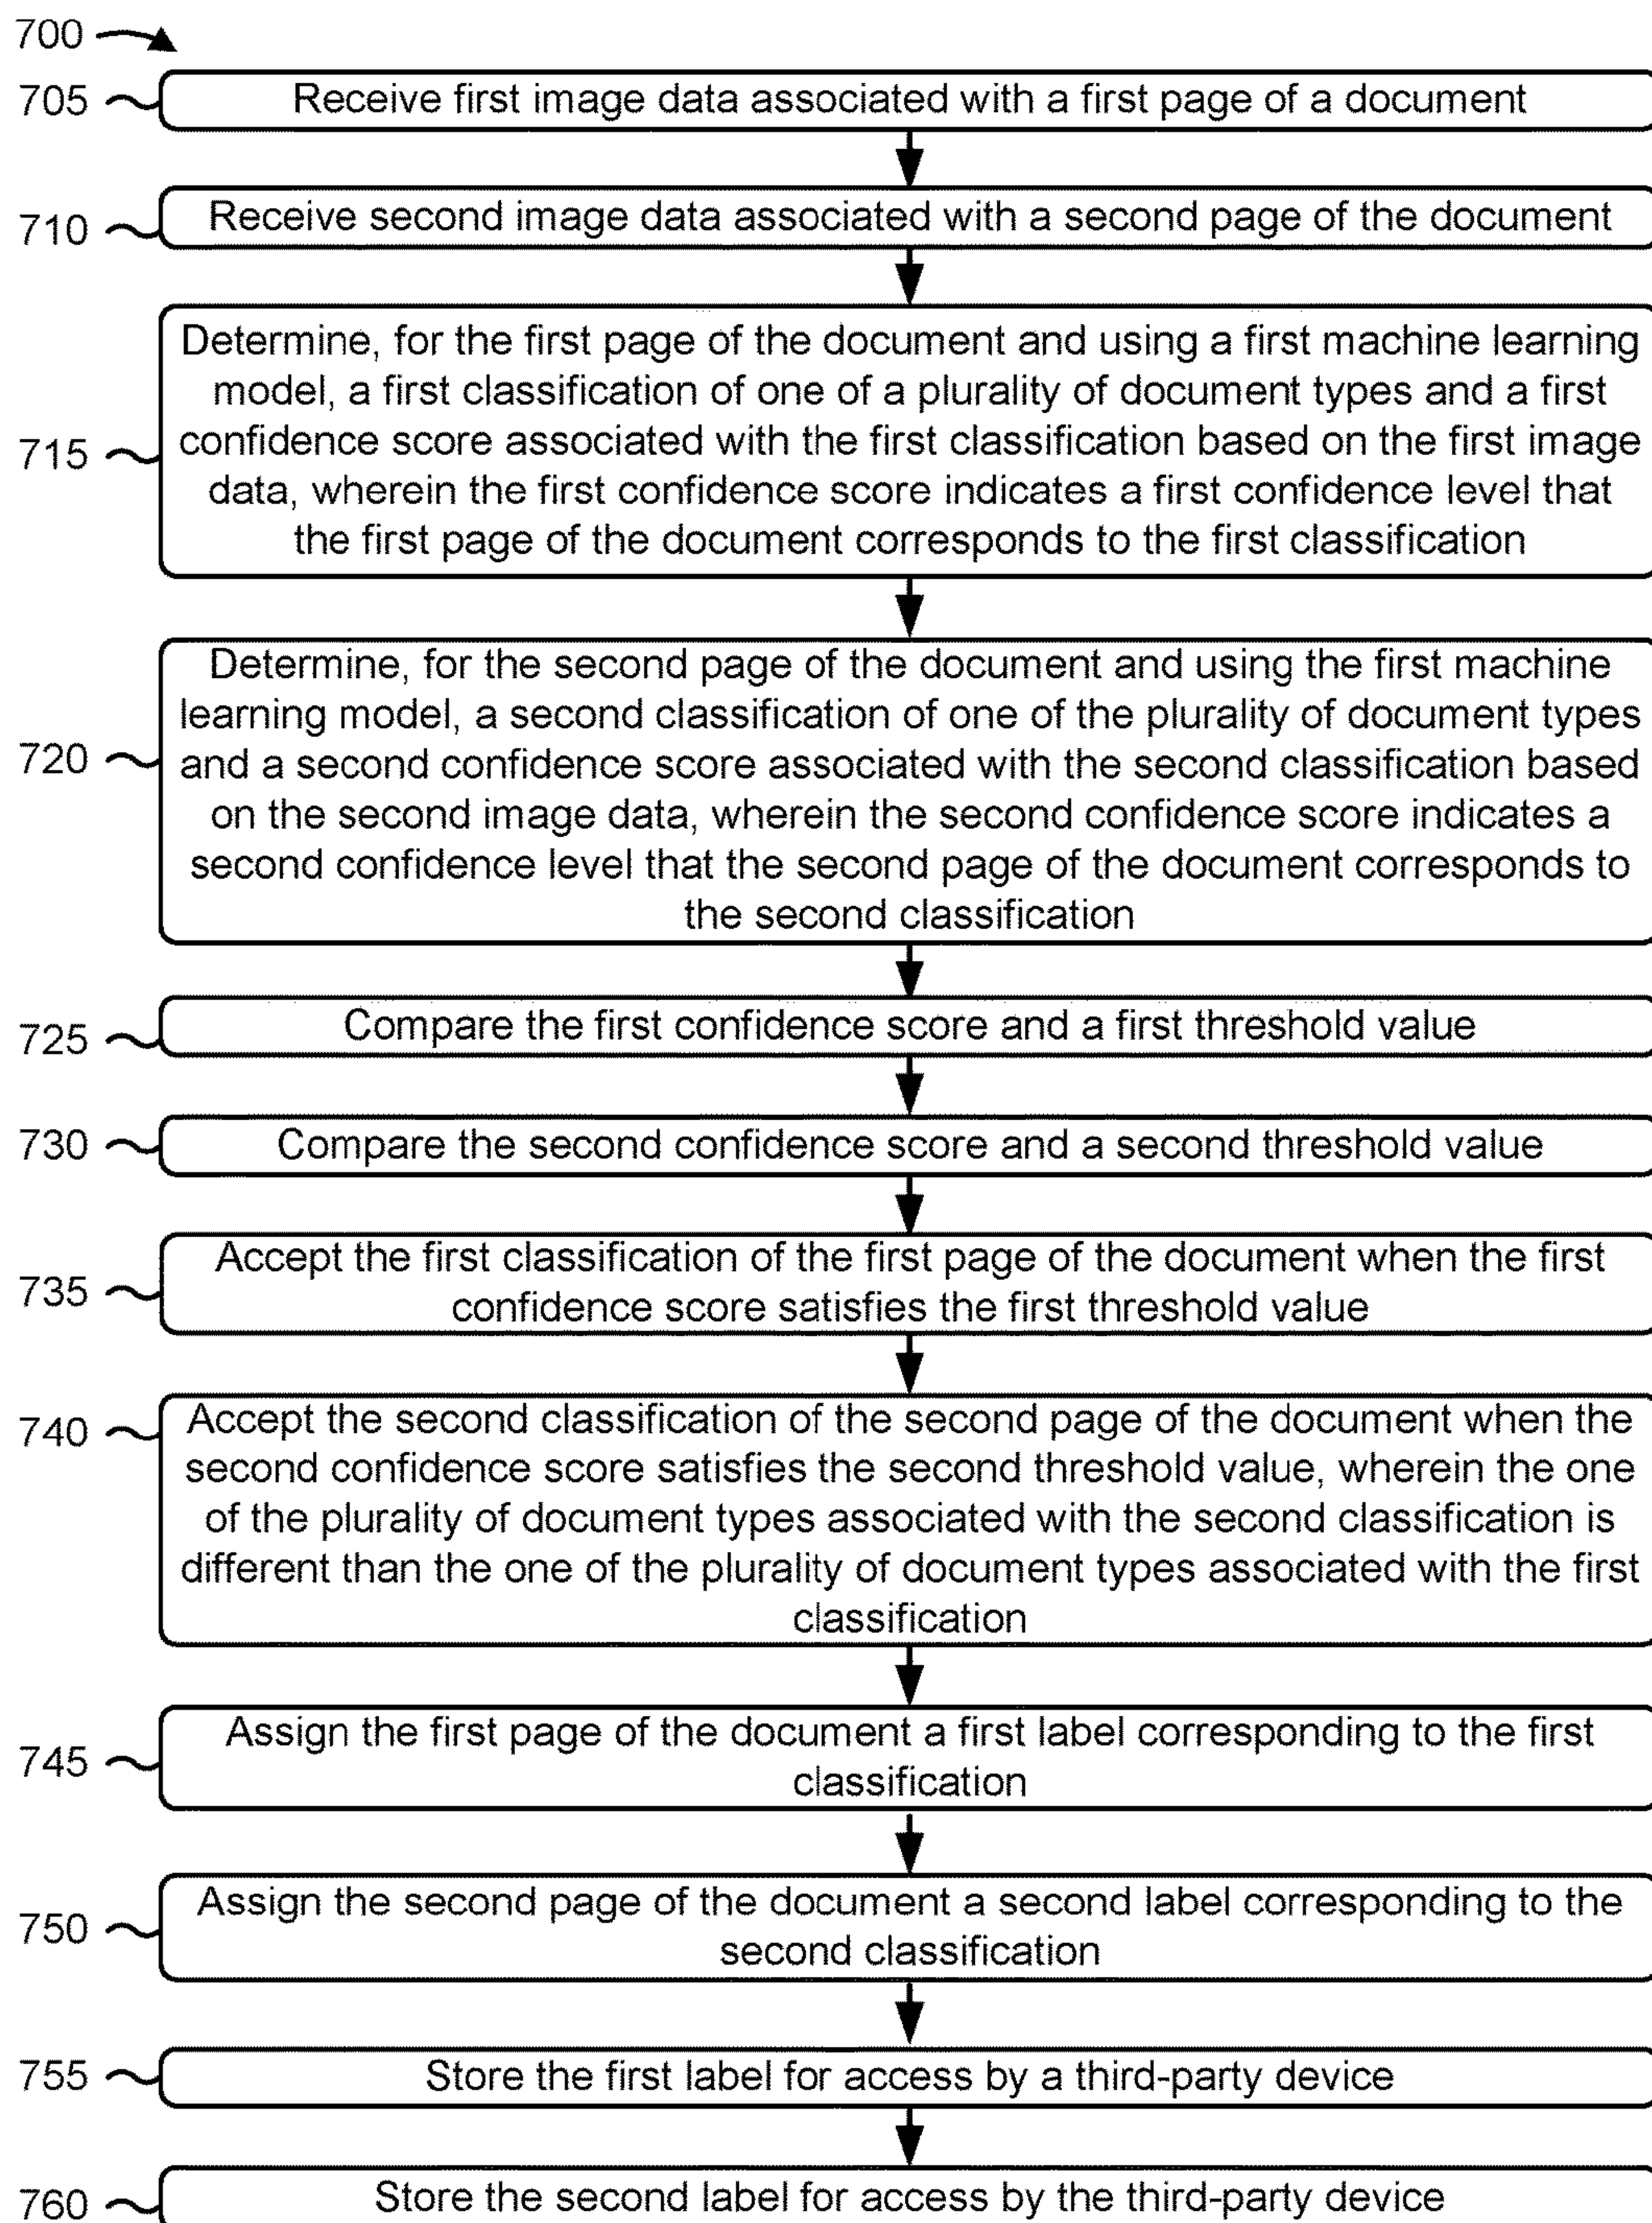 700
705
Receive first image data associated with a first page of a document
710
Receive second image data associated with a second page of the document
715
Determine, for the first page of the document and using a first machine learning
model, a first classification of one of a plurality of document types and a first
confidence score associated with the first classification based on the first image
data, wherein the first confidence score indicates a first confidence level that
the first page of the document corresponds to the first classification
720
Determine, for the second page of the document and using the first machine
learning model, a second classification of one of the plurality of document types
and a second confidence score associated with the second classification based
on the second image data, wherein the second confidence score indicates a
second confidence level that the second page of the document corresponds to
the second classification
725
Compare the first confidence score and a first threshold value
730
Compare the second confidence score and a second threshold value
735
Accept the first classification of the first page of the document when the first
confidence score satisfies the first threshold value
740
Accept the second classification of the second page of the document when the
second confidence score satisfies the second threshold value, wherein the one
of the plurality of document types associated with the second classification is
different than the one of the plurality of document types associated with the first
classification
745
Assign the first page of the document a first label corresponding to the first
classification
750
Assign the second page of the document a second label corresponding to the
second classification
755
Store the first label for access by a third-party device
760
Store the second label for access by the third-party device